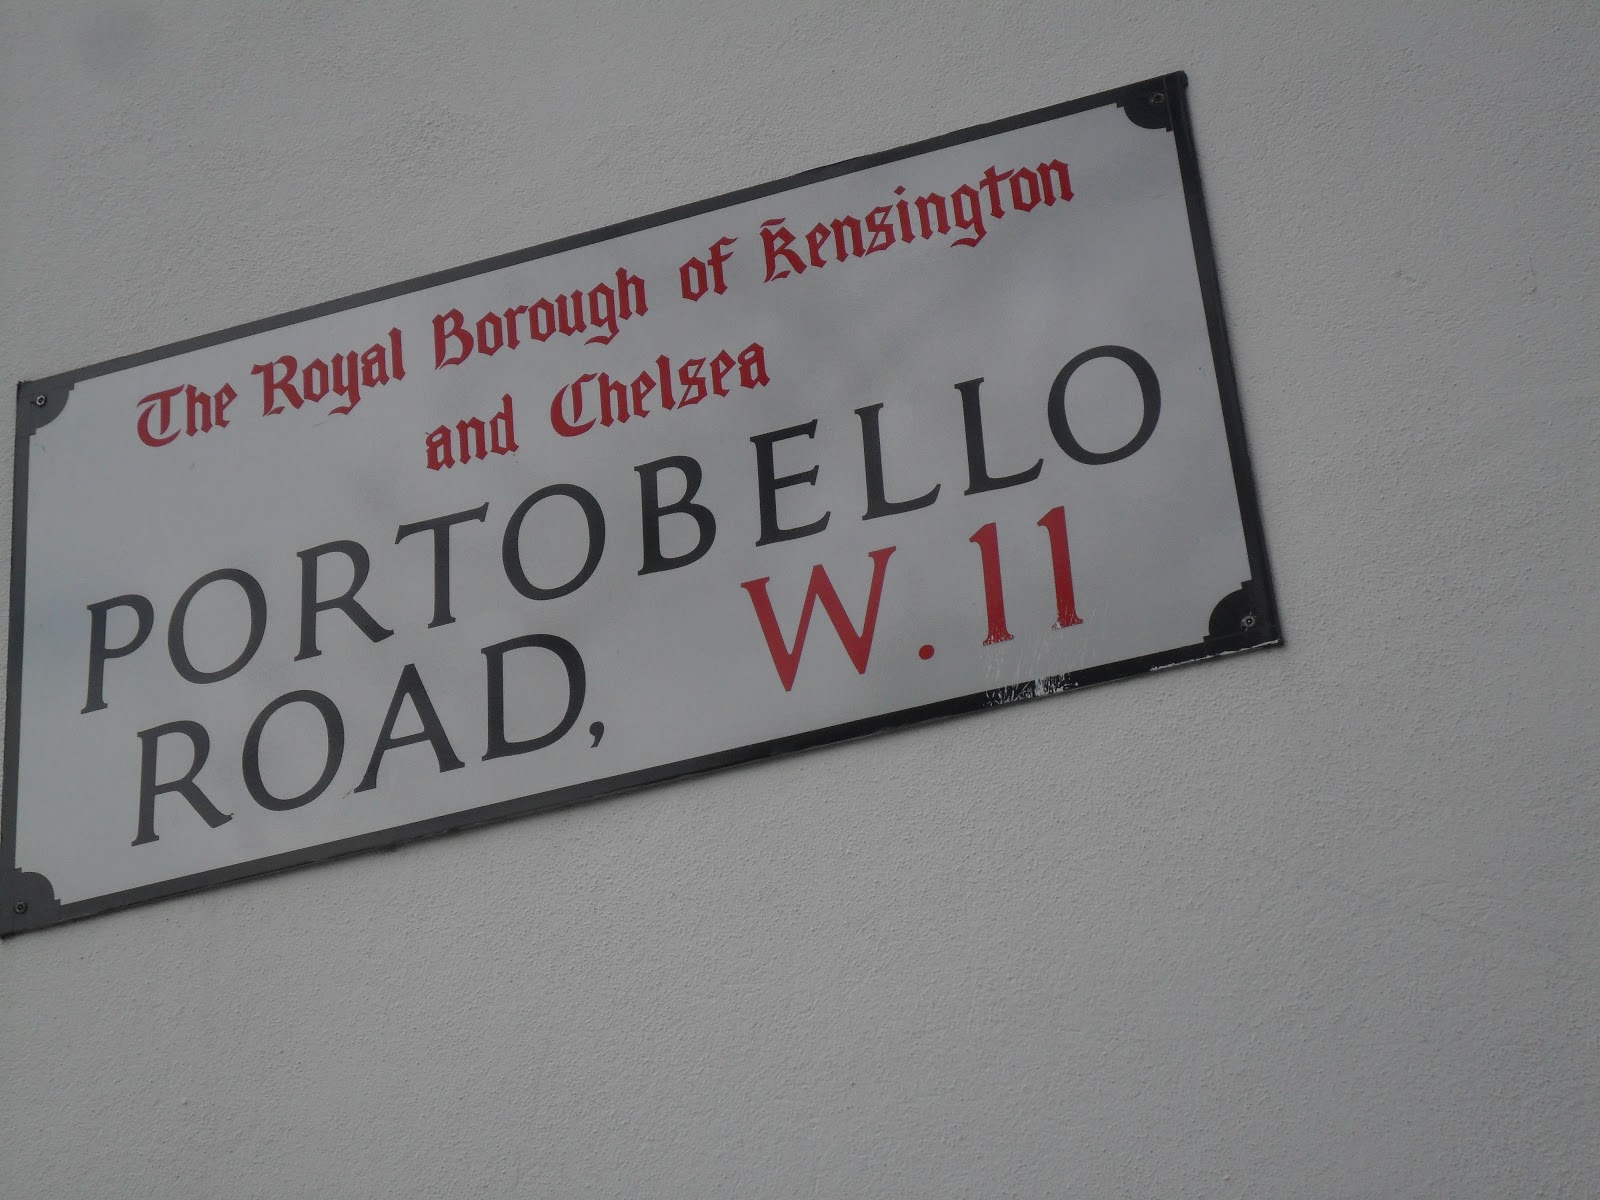 The Royal Borough of Kensington
and Chelsea
PORTOBELLO
ROAD, W.11